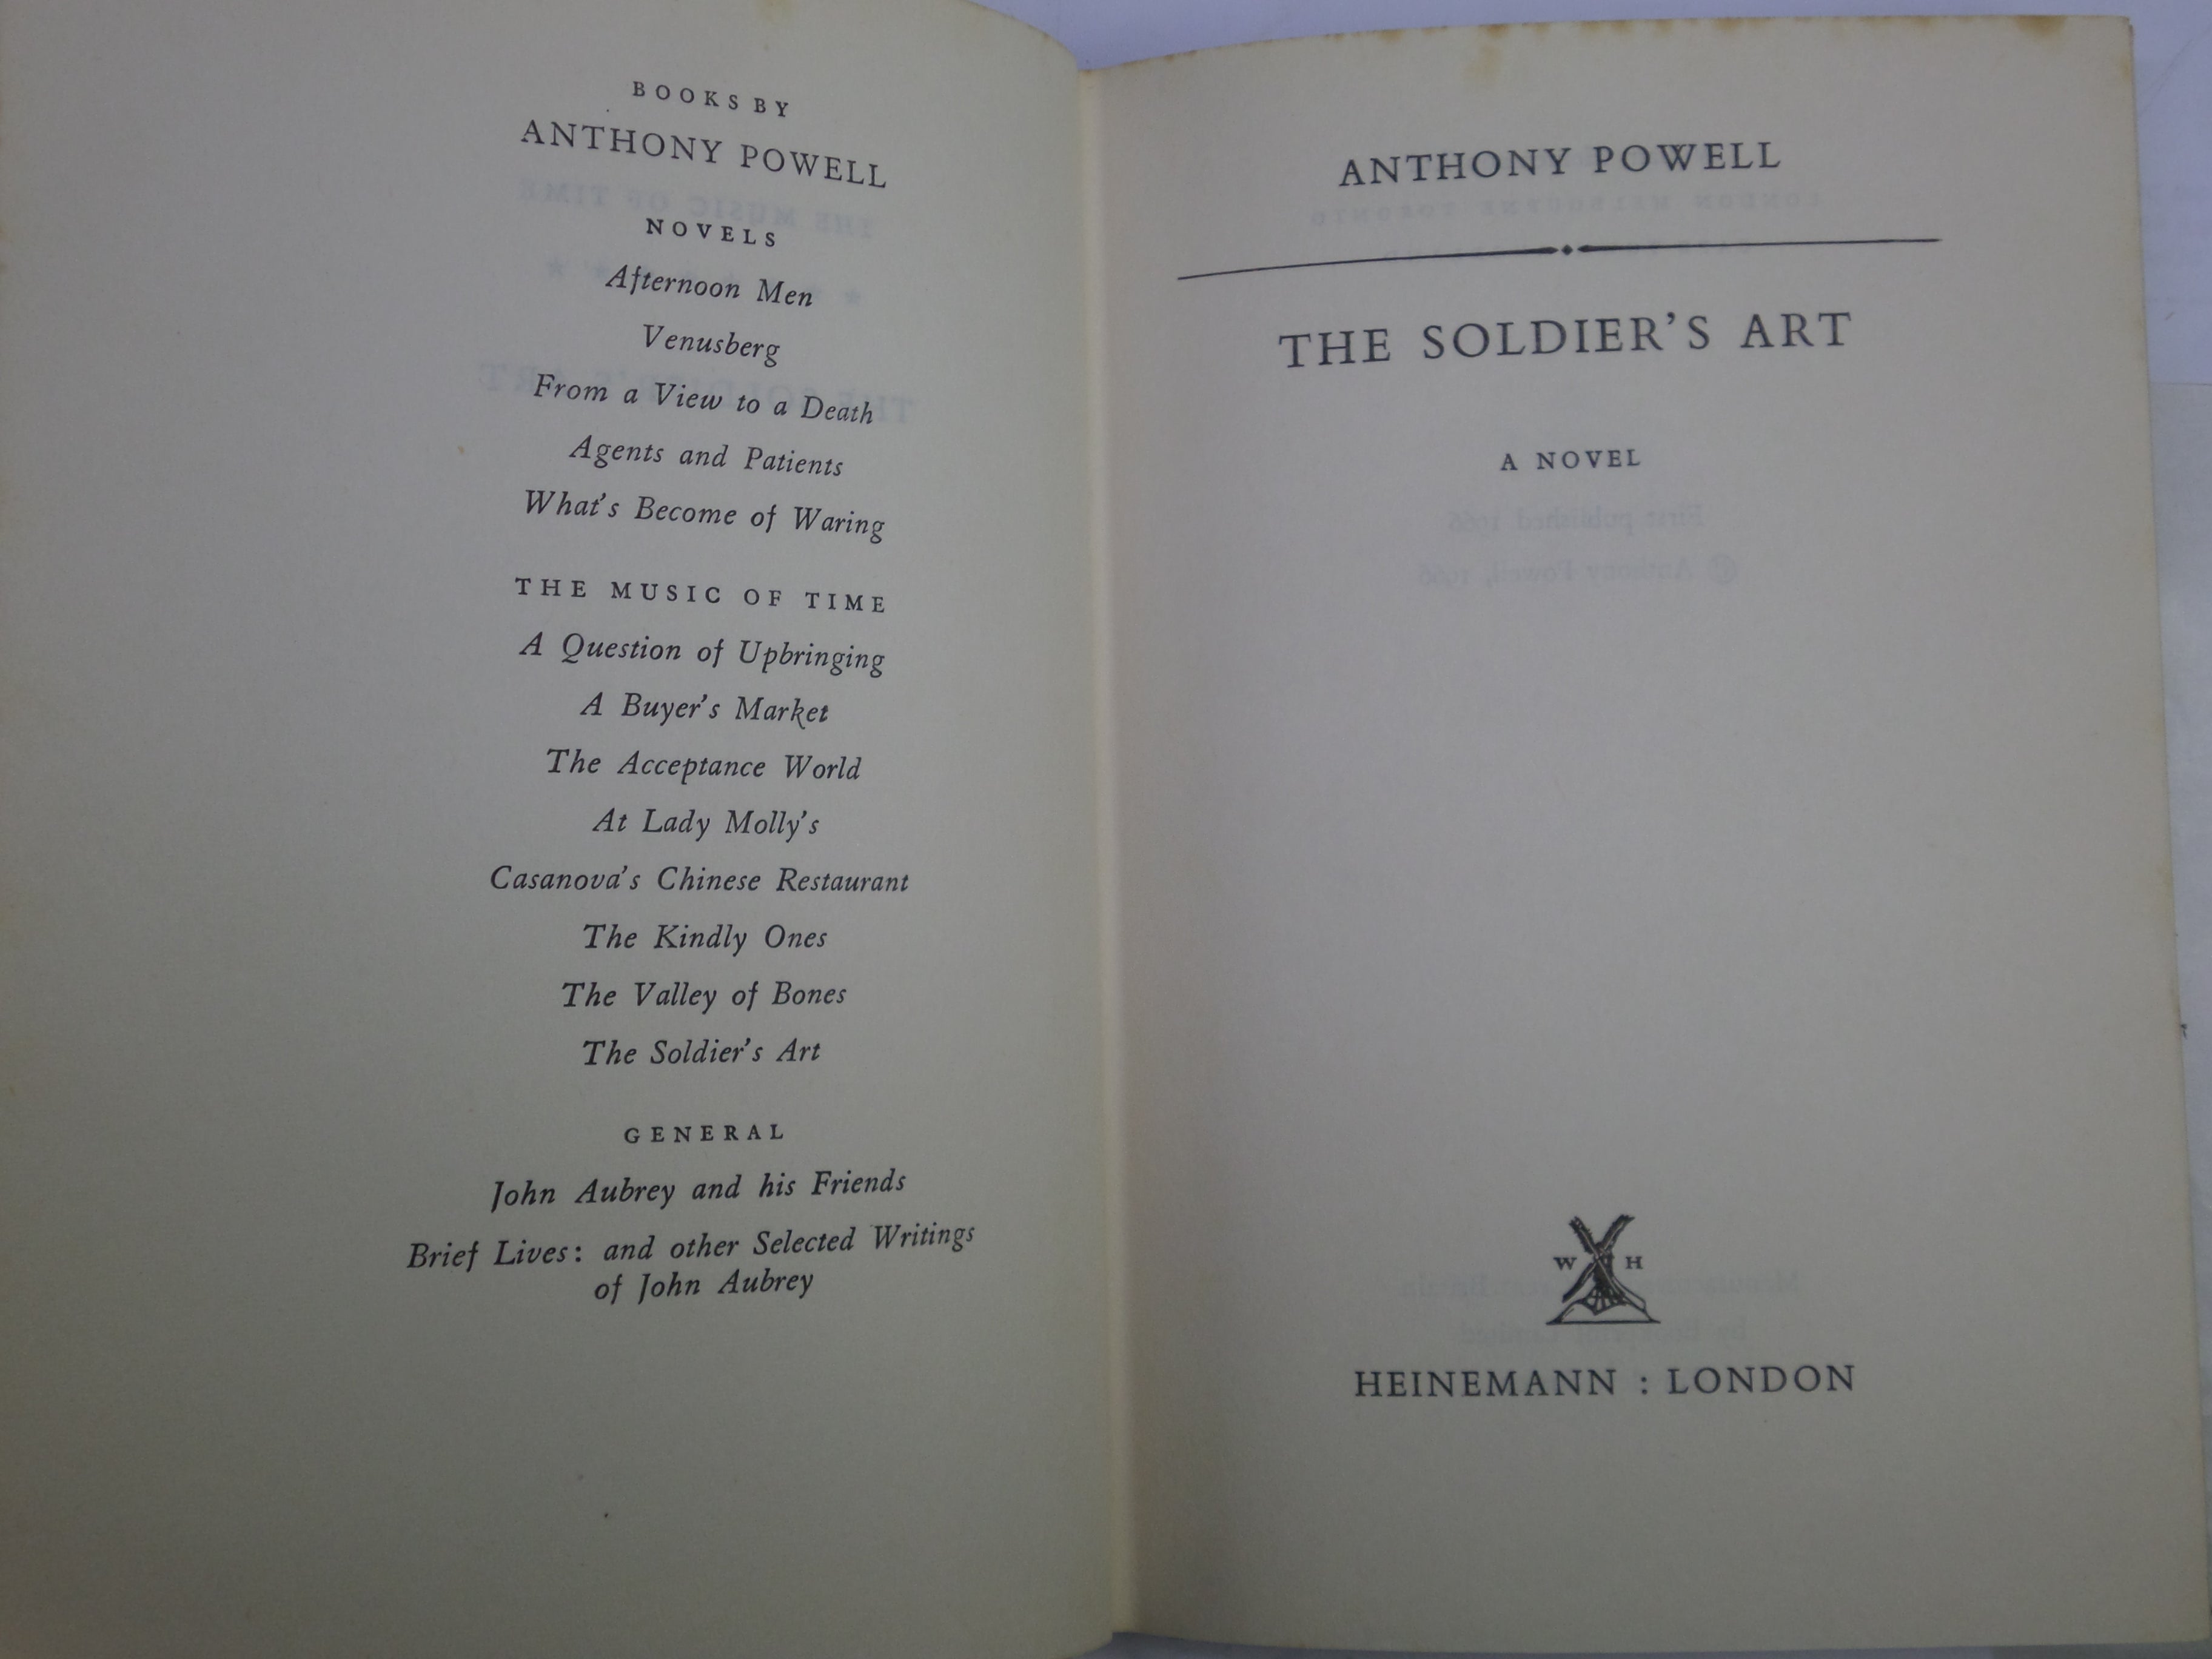 BOOKS BY
ANTHONY POWELL
NOVELS
Afternoon Men
Venusberg
From a View to a Death
Agents and Patients
What's Become of Waring
THE MUSIC OF TIME
A Question of Upbringing
A Buyer's Market
The Acceptance World
At Lady Molly's
Casanova's Chinese Restaurant
The Kindly Ones
The Valley of Bones
The Soldier's Art
GENERAL
John Aubrey and his Friends
Brief Lives: and other Selected Writings
of John Aubrey
ANTHONY POWELL
THE SOLDIER'S ART
A NOVEL
W H
HEINEMANN : LONDON